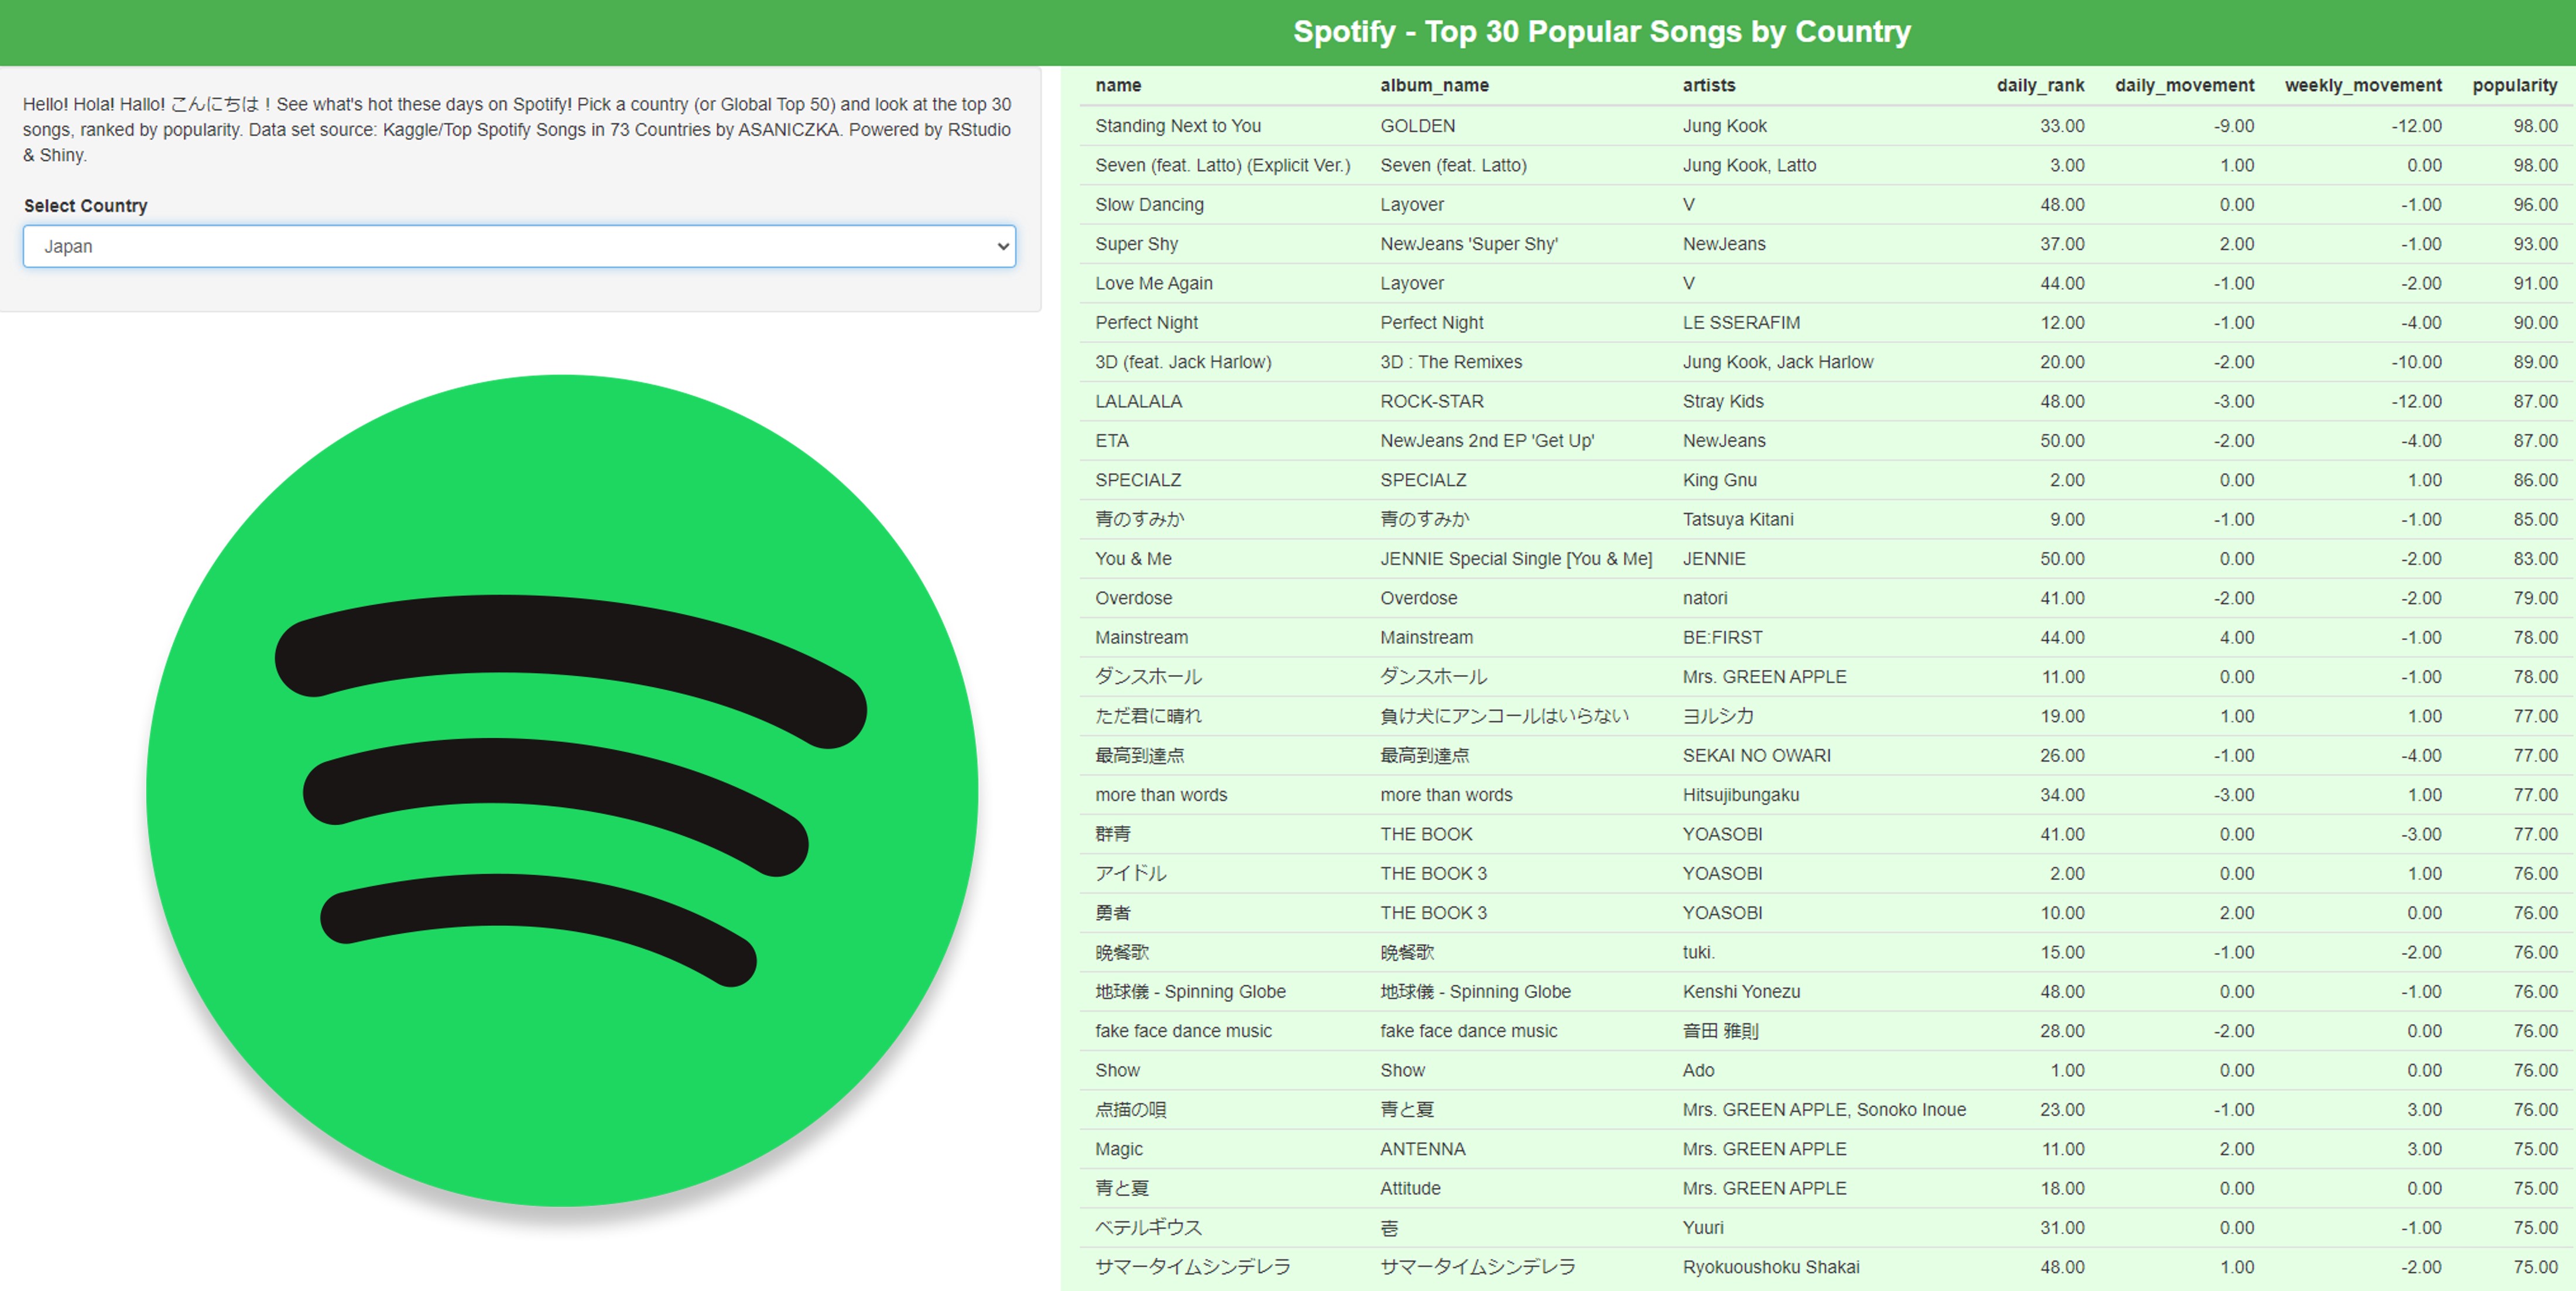 Spotify - Top 30 Popular Songs by Country
Hello! Hola! Hallo! こんにちは ! See what's hot these days on Spotify! Pick a country (or Global Top 50) and look at the top 30
songs, ranked by popularity. Data set source: Kaggle/Top Spotify Songs in 73 Countries by ASANICZKA. Powered by RStudio
& Shiny.
Select Country
Japan
name album_name artists daily_rank daily_movement weekly_movement popularity
Standing Next to You GOLDEN Jung Kook 33.00 -9.00 -12.00 98.00
Seven (feat. Latto) (Explicit Ver.) Seven (feat. Latto) Jung Kook, Latto 3.00 1.00 0.00 98.00
Slow Dancing Layover V 48.00 0.00 -1.00 96.00
Super Shy NewJeans 'Super Shy' NewJeans 37.00 2.00 -1.00 93.00
Love Me Again Layover V 44.00 -1.00 -2.00 91.00
Perfect Night Perfect Night LE SSERAFIM 12.00 -1.00 -4.00 90.00
3D (feat. Jack Harlow) 3D : The Remixes Jung Kook, Jack Harlow 20.00 -2.00 -10.00 89.00
LALALALA ROCK-STAR Stray Kids 48.00 -3.00 -12.00 87.00
ETA NewJeans 2nd EP 'Get Up' NewJeans 50.00 -2.00 -4.00 87.00
SPECIALZ SPECIALZ King Gnu 2.00 0.00 1.00 86.00
青のすみか 青のすみか Tatsuya Kitani 9.00 -1.00 -1.00 85.00
You & Me JENNIE Special Single [You & Me] JENNIE 50.00 0.00 -2.00 83.00
Overdose Overdose natori 41.00 -2.00 -2.00 79.00
Mainstream Mainstream BE:FIRST 44.00 4.00 -1.00 78.00
ダンスホール ダンスホール Mrs. GREEN APPLE 11.00 0.00 -1.00 78.00
ただ君に晴れ 負け犬にアンコールはいらない ヨルシカ 19.00 1.00 1.00 77.00
最高到達点 最高到達点 SEKAI NO OWARI 26.00 -1.00 -4.00 77.00
more than words more than words Hitsujibungaku 34.00 -3.00 1.00 77.00
群青 THE BOOK YOASOBI 41.00 0.00 -3.00 77.00
アイドル THE BOOK 3 YOASOBI 2.00 0.00 1.00 76.00
勇者 THE BOOK 3 YOASOBI 10.00 2.00 0.00 76.00
晩餐歌 晩餐歌 tuki. 15.00 -1.00 -2.00 76.00
地球儀 - Spinning Globe 地球儀 - Spinning Globe Kenshi Yonezu 48.00 0.00 -1.00 76.00
fake face dance music fake face dance music 音田 雅則 28.00 -2.00 0.00 76.00
Show Show Ado 1.00 0.00 0.00 76.00
点描の唄 青と夏 Mrs. GREEN APPLE, Sonoko Inoue 23.00 -1.00 3.00 76.00
Magic ANTENNA Mrs. GREEN APPLE 11.00 2.00 3.00 75.00
青と夏 Attitude Mrs. GREEN APPLE 18.00 0.00 0.00 75.00
ベテルギウス 壱 Yuuri 31.00 0.00 -1.00 75.00
サマータイムシンデレラ サマータイムシンデレラ Ryokuoushoku Shakai 48.00 1.00 -2.00 75.00